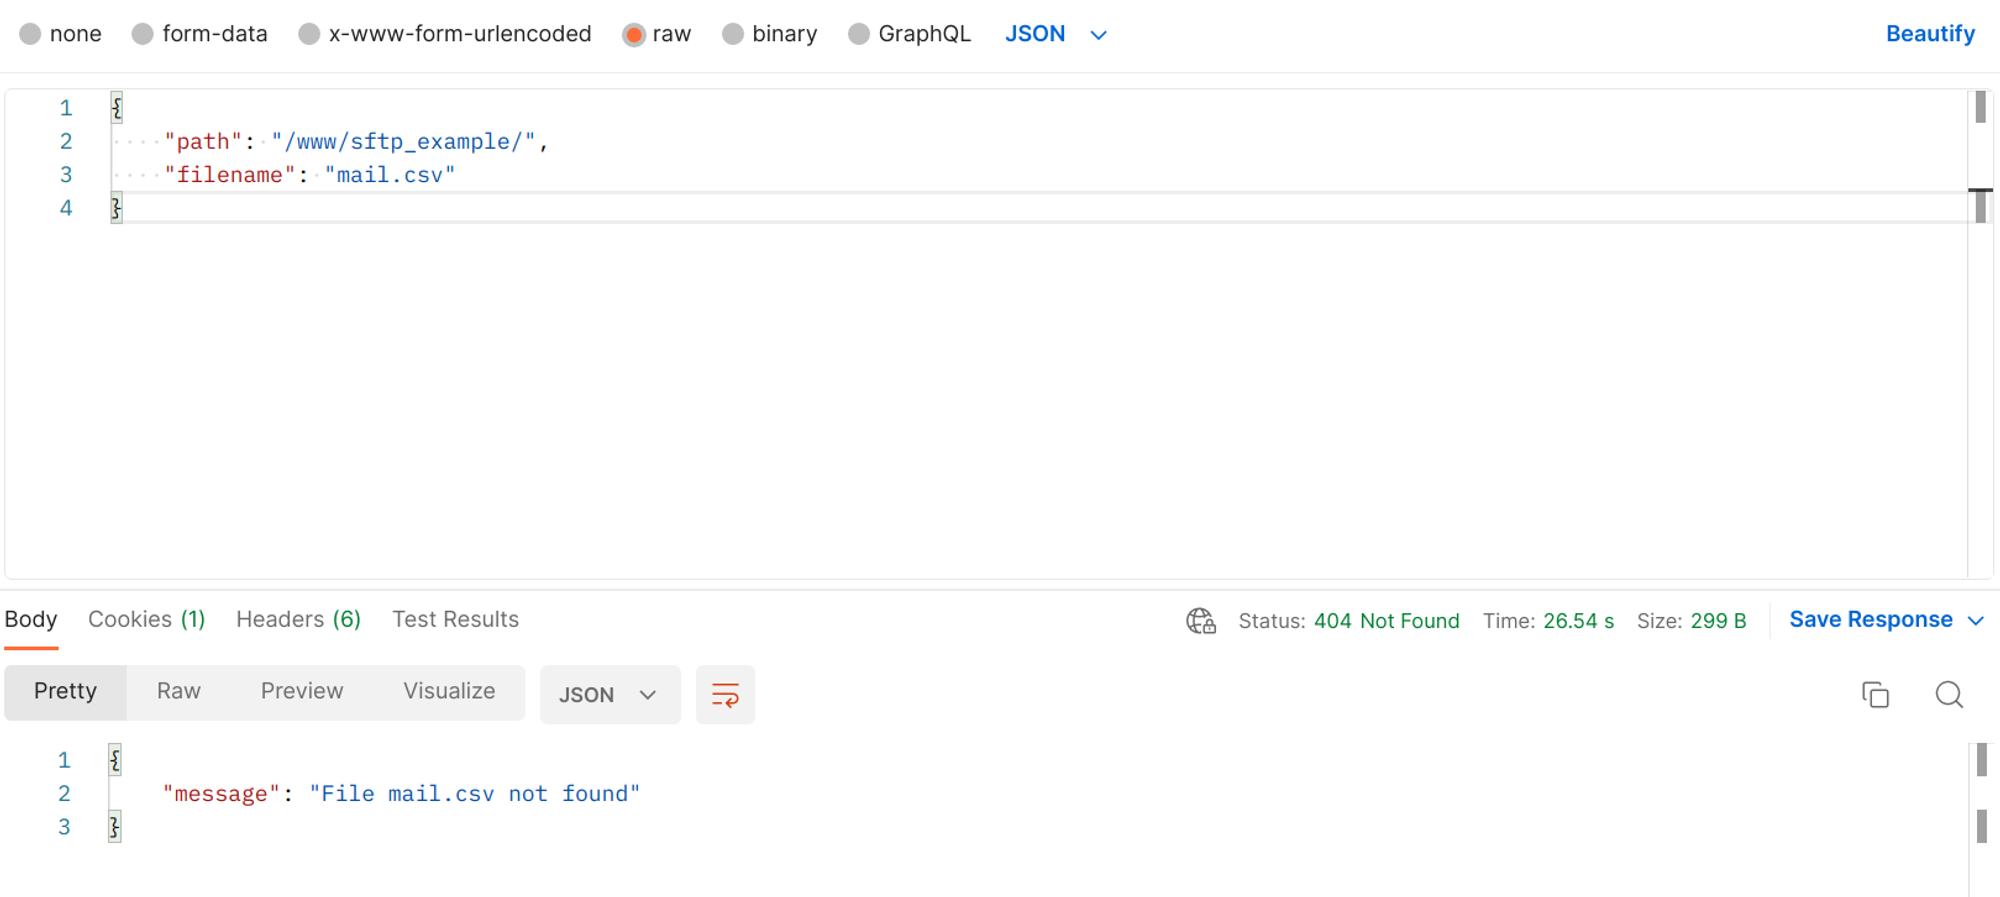 none form-data x-www-form-urlencoded raw binary GraphQL JSON Beautify
1 {
2 "path": "/www/sftp_example/",
3 "filename": "mail.csv"
4 }
Body Cookies (1) Headers (6) Test Results Status: 404 Not Found Time: 26.54 s Size: 299 B Save Response
Pretty Raw Preview Visualize JSON
1 {
2 "message": "File mail.csv not found"
3 }